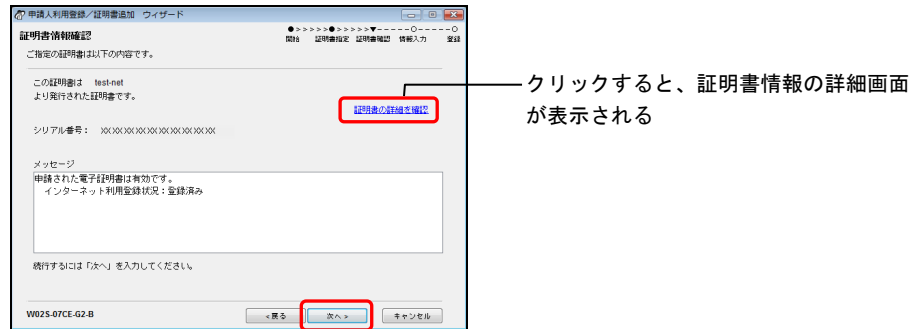 申請人利用登録／証明書追加 ウィザード
証明書情報確認
●>>>>>●>>>>>▼-----○-----○
開始 証明書指定 証明書確認 情報入力 登録
ご指定の証明書は以下の内容です。
この証明書は test-net
より発行された証明書です。
証明書の詳細を確認
クリックすると、証明書情報の詳細画面
が表示される
シリアル番号： XXXXXXXXXXXXXXXXXXXX
メッセージ
申請された電子証明書は有効です。
インターネット利用登録状況：登録済み
続行するには「次へ」を入力してください。
W02S-07CE-G2-B
<戻る 次へ> キャンセル